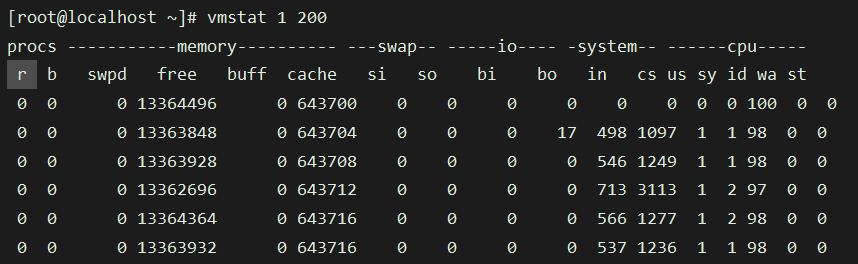 [root@localhost ~]# vmstat 1 200
procs -----------memory---------- ---swap-- -----io---- -system-- ------cpu-----
 r  b   swpd   free   buff  cache   si   so    bi    bo   in   cs us sy id wa st
 0  0      0 13364496      0 643700    0    0     0     0    0    0  0  0 100  0  0
 0  0      0 13363848      0 643704    0    0     0    17  498 1097  1  1 98  0  0
 0  0      0 13363928      0 643708    0    0     0     0  546 1249  1  1 98  0  0
 0  0      0 13362696      0 643712    0    0     0     0  713 3113  1  2 97  0  0
 0  0      0 13364364      0 643716    0    0     0     0  566 1277  1  2 98  0  0
 0  0      0 13363932      0 643716    0    0     0     0  537 1236  1  1 98  0  0